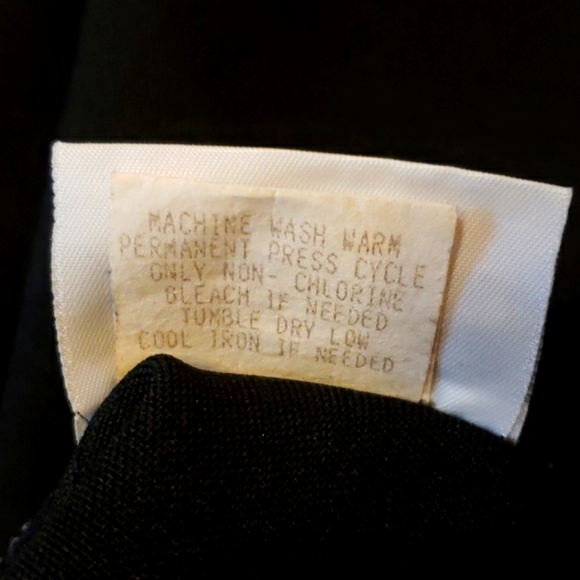 MACHINE WASH WARM
PERMANENT PRESS CYCLE
ONLY NON- CHLORINE
BLEACH IF NEEDED
TUMBLE DRY LOW
COOL IRON IF NEEDED